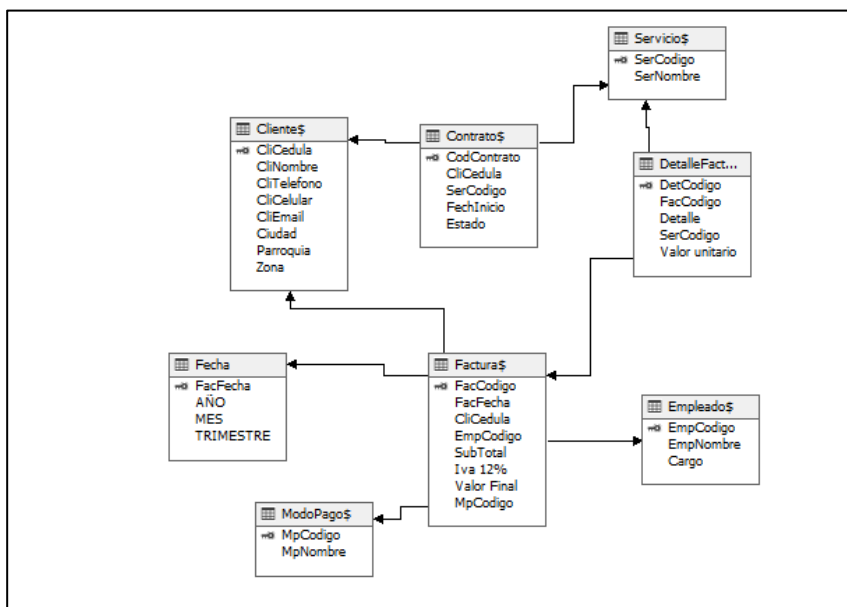 Servicio$
SerCodigo
SerNombre
Cliente$
CliCedula
CliNombre
CliTelefono
CliCelular
CliEmail
Ciudad
Parroquia
Zona
Contrato$
CodContrato
CliCedula
SerCodigo
FechInicio
Estado
DetalleFact...
DetCodigo
FacCodigo
Detalle
SerCodigo
Valor unitario
Fecha
FacFecha
AÑO
MES
TRIMESTRE
Factura$
FacCodigo
FacFecha
CliCedula
EmpCodigo
SubTotal
Iva 12%
Valor Final
MpCodigo
Empleado$
EmpCodigo
EmpNombre
Cargo
ModoPago$
MpCodigo
MpNombre